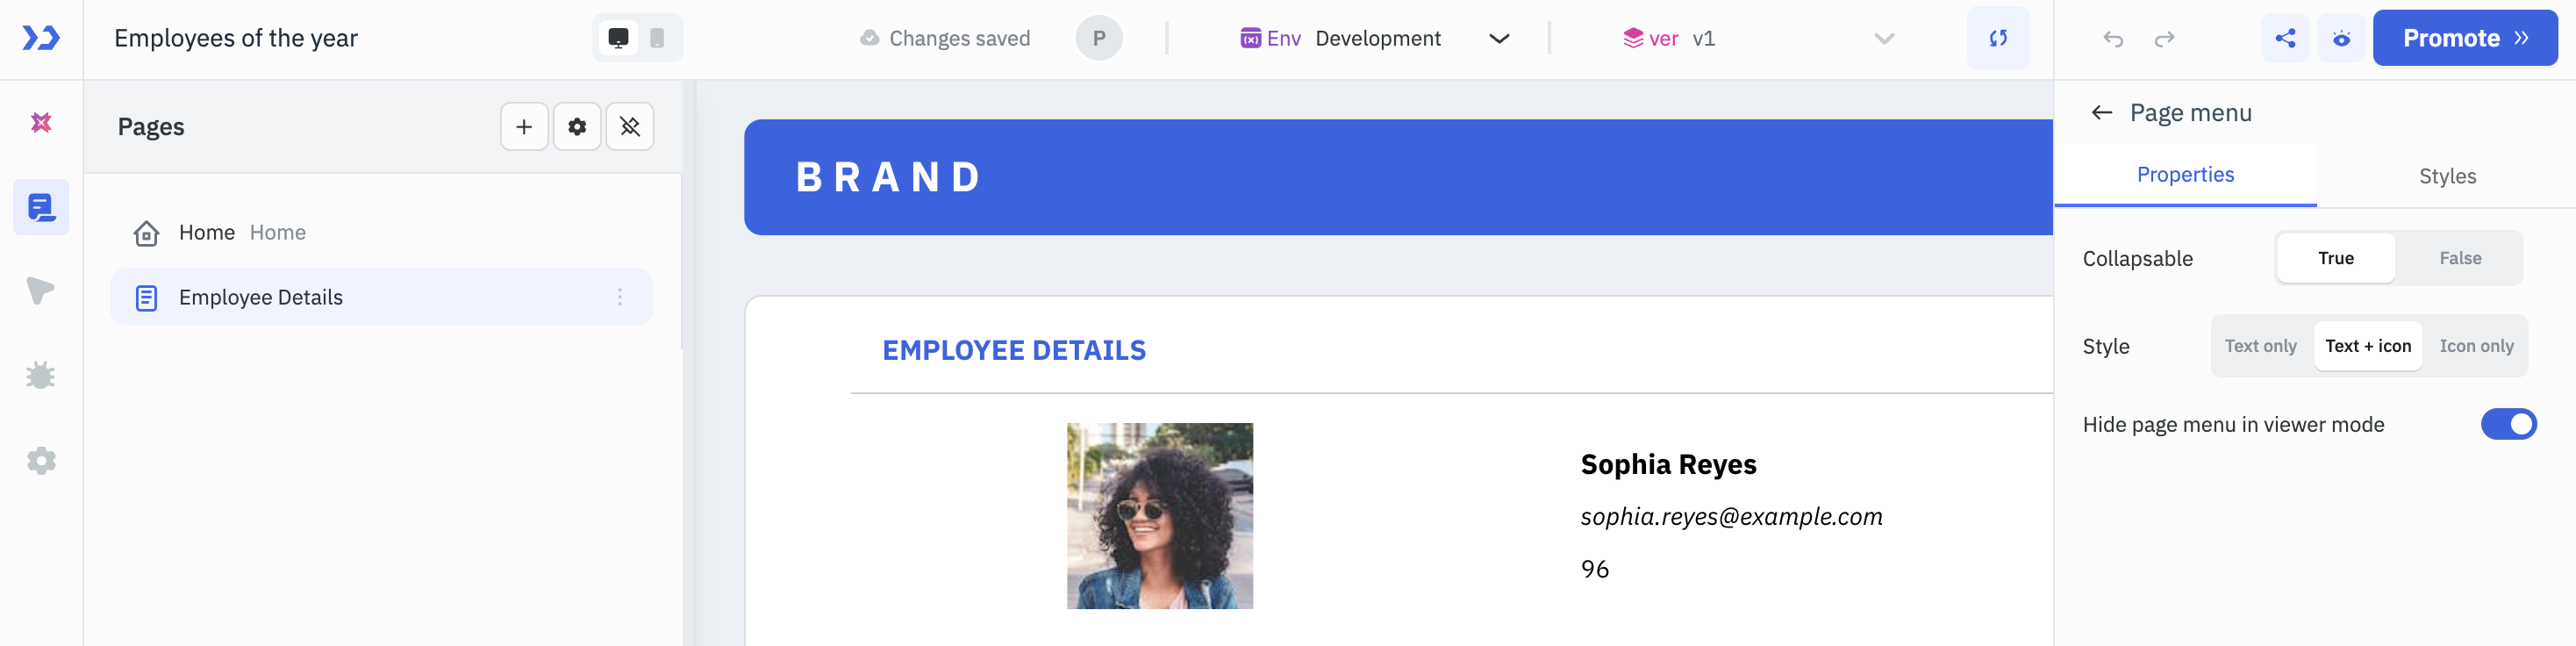 Employees of the year
Changes saved
P
Env Development
ver v1
Promote
Pages
Home Home
Employee Details
BRAND
EMPLOYEE DETAILS
Sophia Reyes
sophia.reyes@example.com
96
Page menu
Properties Styles
Collapsable True False
Style Text only Text + icon Icon only
Hide page menu in viewer mode